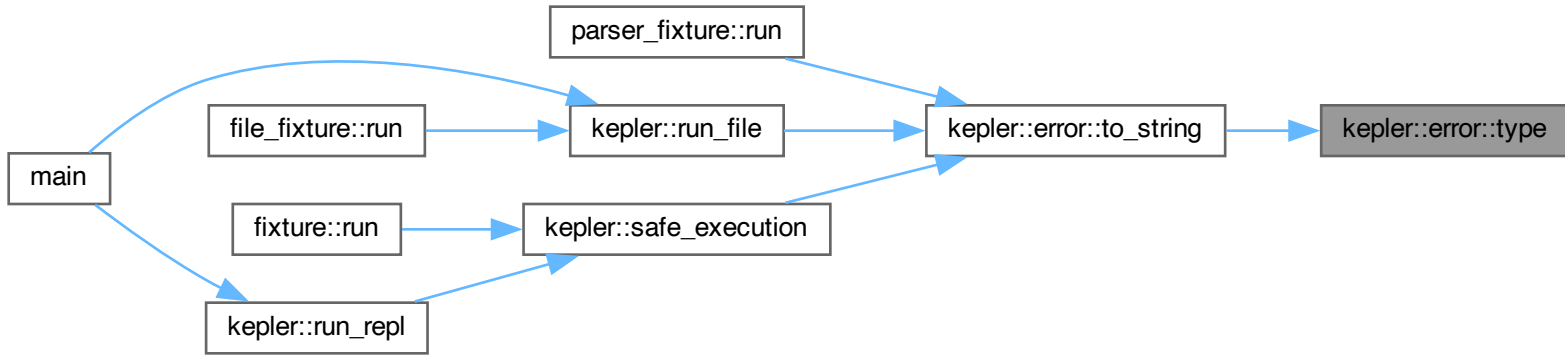 parser_fixture::run
file_fixture::run
kepler::run_file
kepler::error::to_string
kepler::error::type
main
fixture::run
kepler::safe_execution
kepler::run_repl